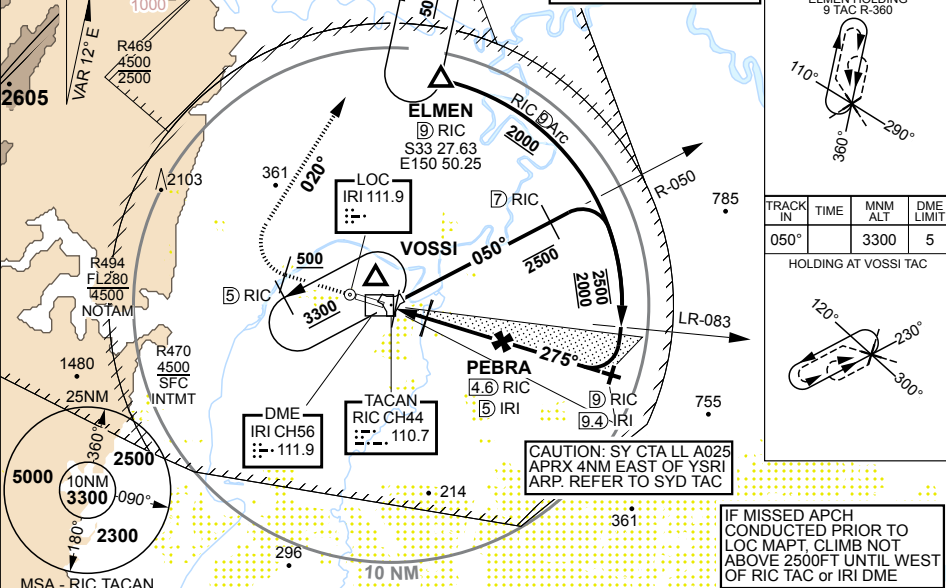 1000
VAR 12° E
2605
R469
4500
2500
2103
361
020°
50
ELMEN
9 RIC
S33 27.63
E150 50.25
RIC 9 Arc
2000
ELMEN HOLDING
9 TAC R-360
110°
290°
360°
LOC
IRI 111.9
7 RIC
R-050
785
TRACK IN
TIME
MNM ALT
DME LIMIT
050°
3300
5
HOLDING AT VOSSI TAC
120°
230°
300°
VOSSI
050°
2500
2500
2000
500
5 RIC
3300
R494
FL280
4500
NOTAM
LR-083
275°
PEBRA
4.6 RIC
5 IRI
9 RIC
9.4 IRI
755
R470
4500
SFC
INTMT
1480
DME
IRI CH56
111.9
TACAN
RIC CH44
110.7
CAUTION: SY CTA LL A025
APRX 4NM EAST OF YSRI
ARP. REFER TO SYD TAC
25NM
360°
5000
2500
10NM
3300
090°
180°
2300
MSA - RIC TACAN
214
361
296
10 NM
IF MISSED APCH
CONDUCTED PRIOR TO
LOC MAPT, CLIMB NOT
ABOVE 2500FT UNTIL WEST
OF RIC TAC or IRI DME